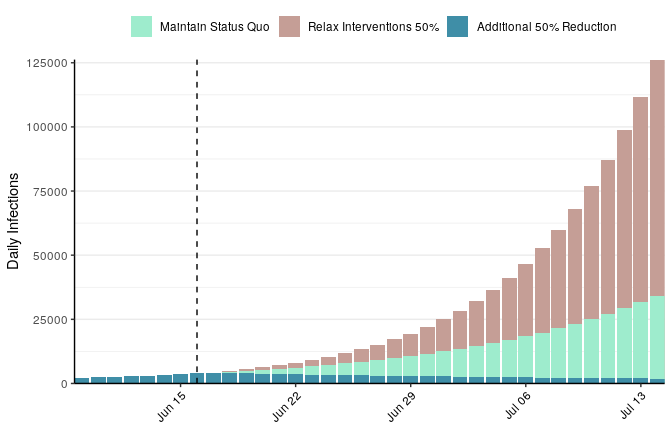 Maintain Status Quo Relax Interventions 50% Additional 50% Reduction
125000
100000
75000
50000
25000
0
Daily Infections
Jun 15 Jun 22 Jun 29 Jul 06 Jul 13